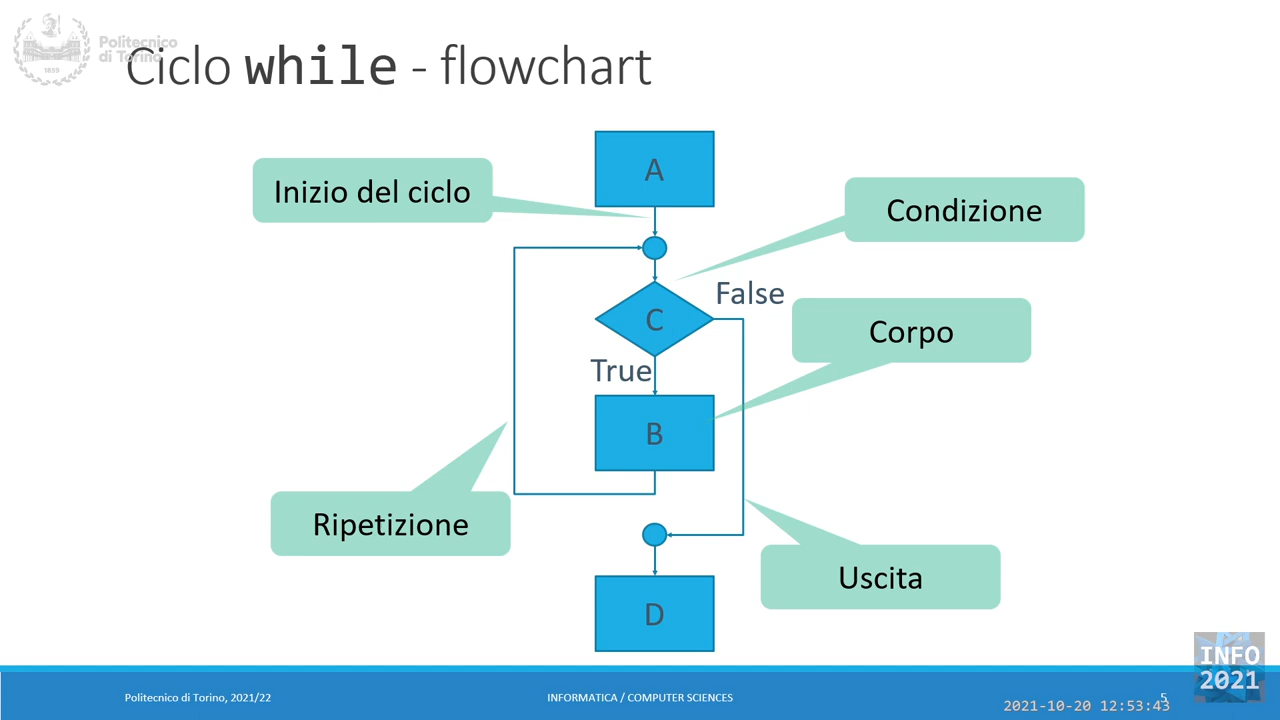 Politecnico
di Torino
1859
Ciclo while - flowchart
A
Inizio del ciclo
Condizione
False
C
Corpo
True
B
Ripetizione
Uscita
D
Politecnico di Torino, 2021/22
INFORMATICA / COMPUTER SCIENCES
5
INFO
2021
2021-10-20 12:53:43